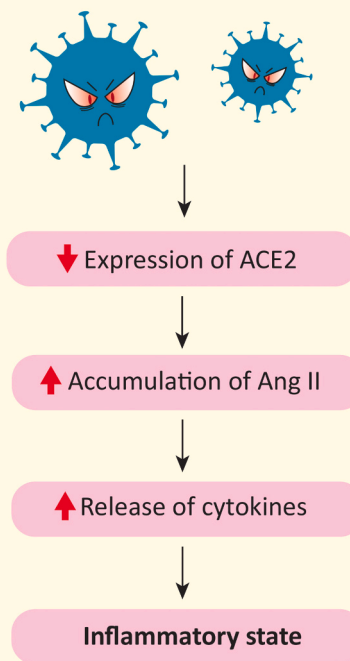 Expression of ACE2
Accumulation of Ang II
Release of cytokines
Inflammatory state